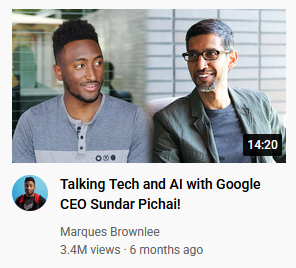 14:20
Talking Tech and AI with Google
CEO Sundar Pichai!
Marques Brownlee
3.4M views · 6 months ago